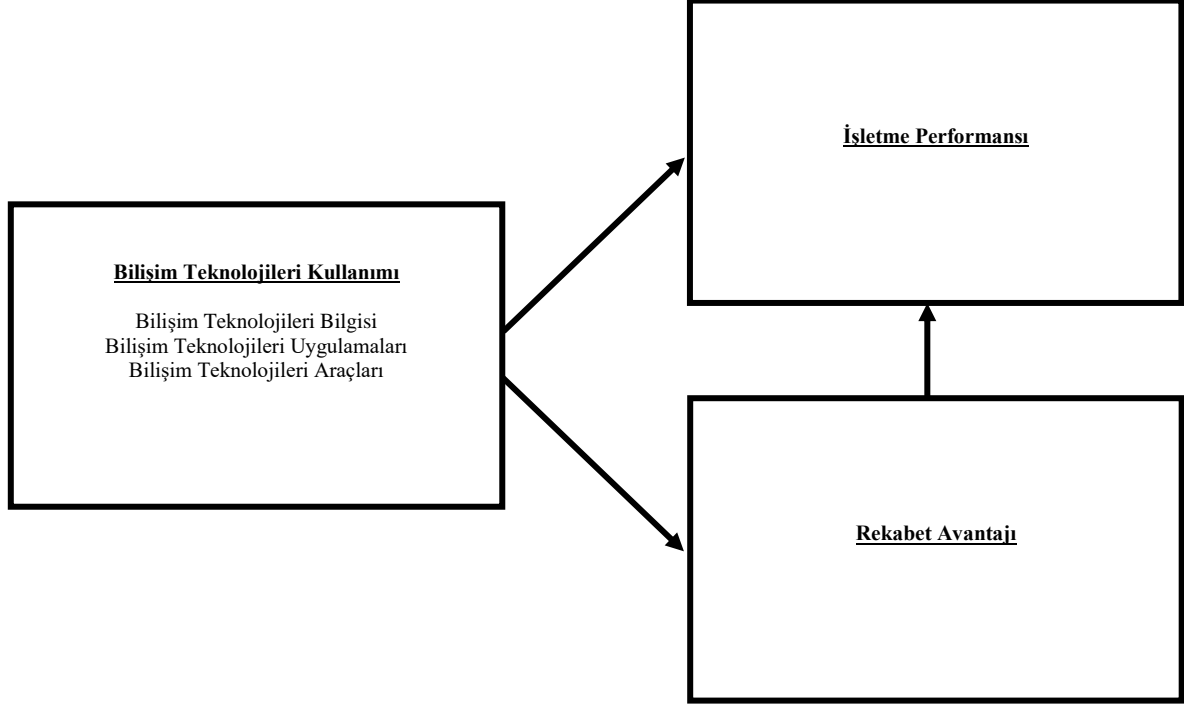 İşletme Performansı
Bilişim Teknolojileri Kullanımı
Bilişim Teknolojileri Bilgisi
Bilişim Teknolojileri Uygulamaları
Bilişim Teknolojileri Araçları
Rekabet Avantajı